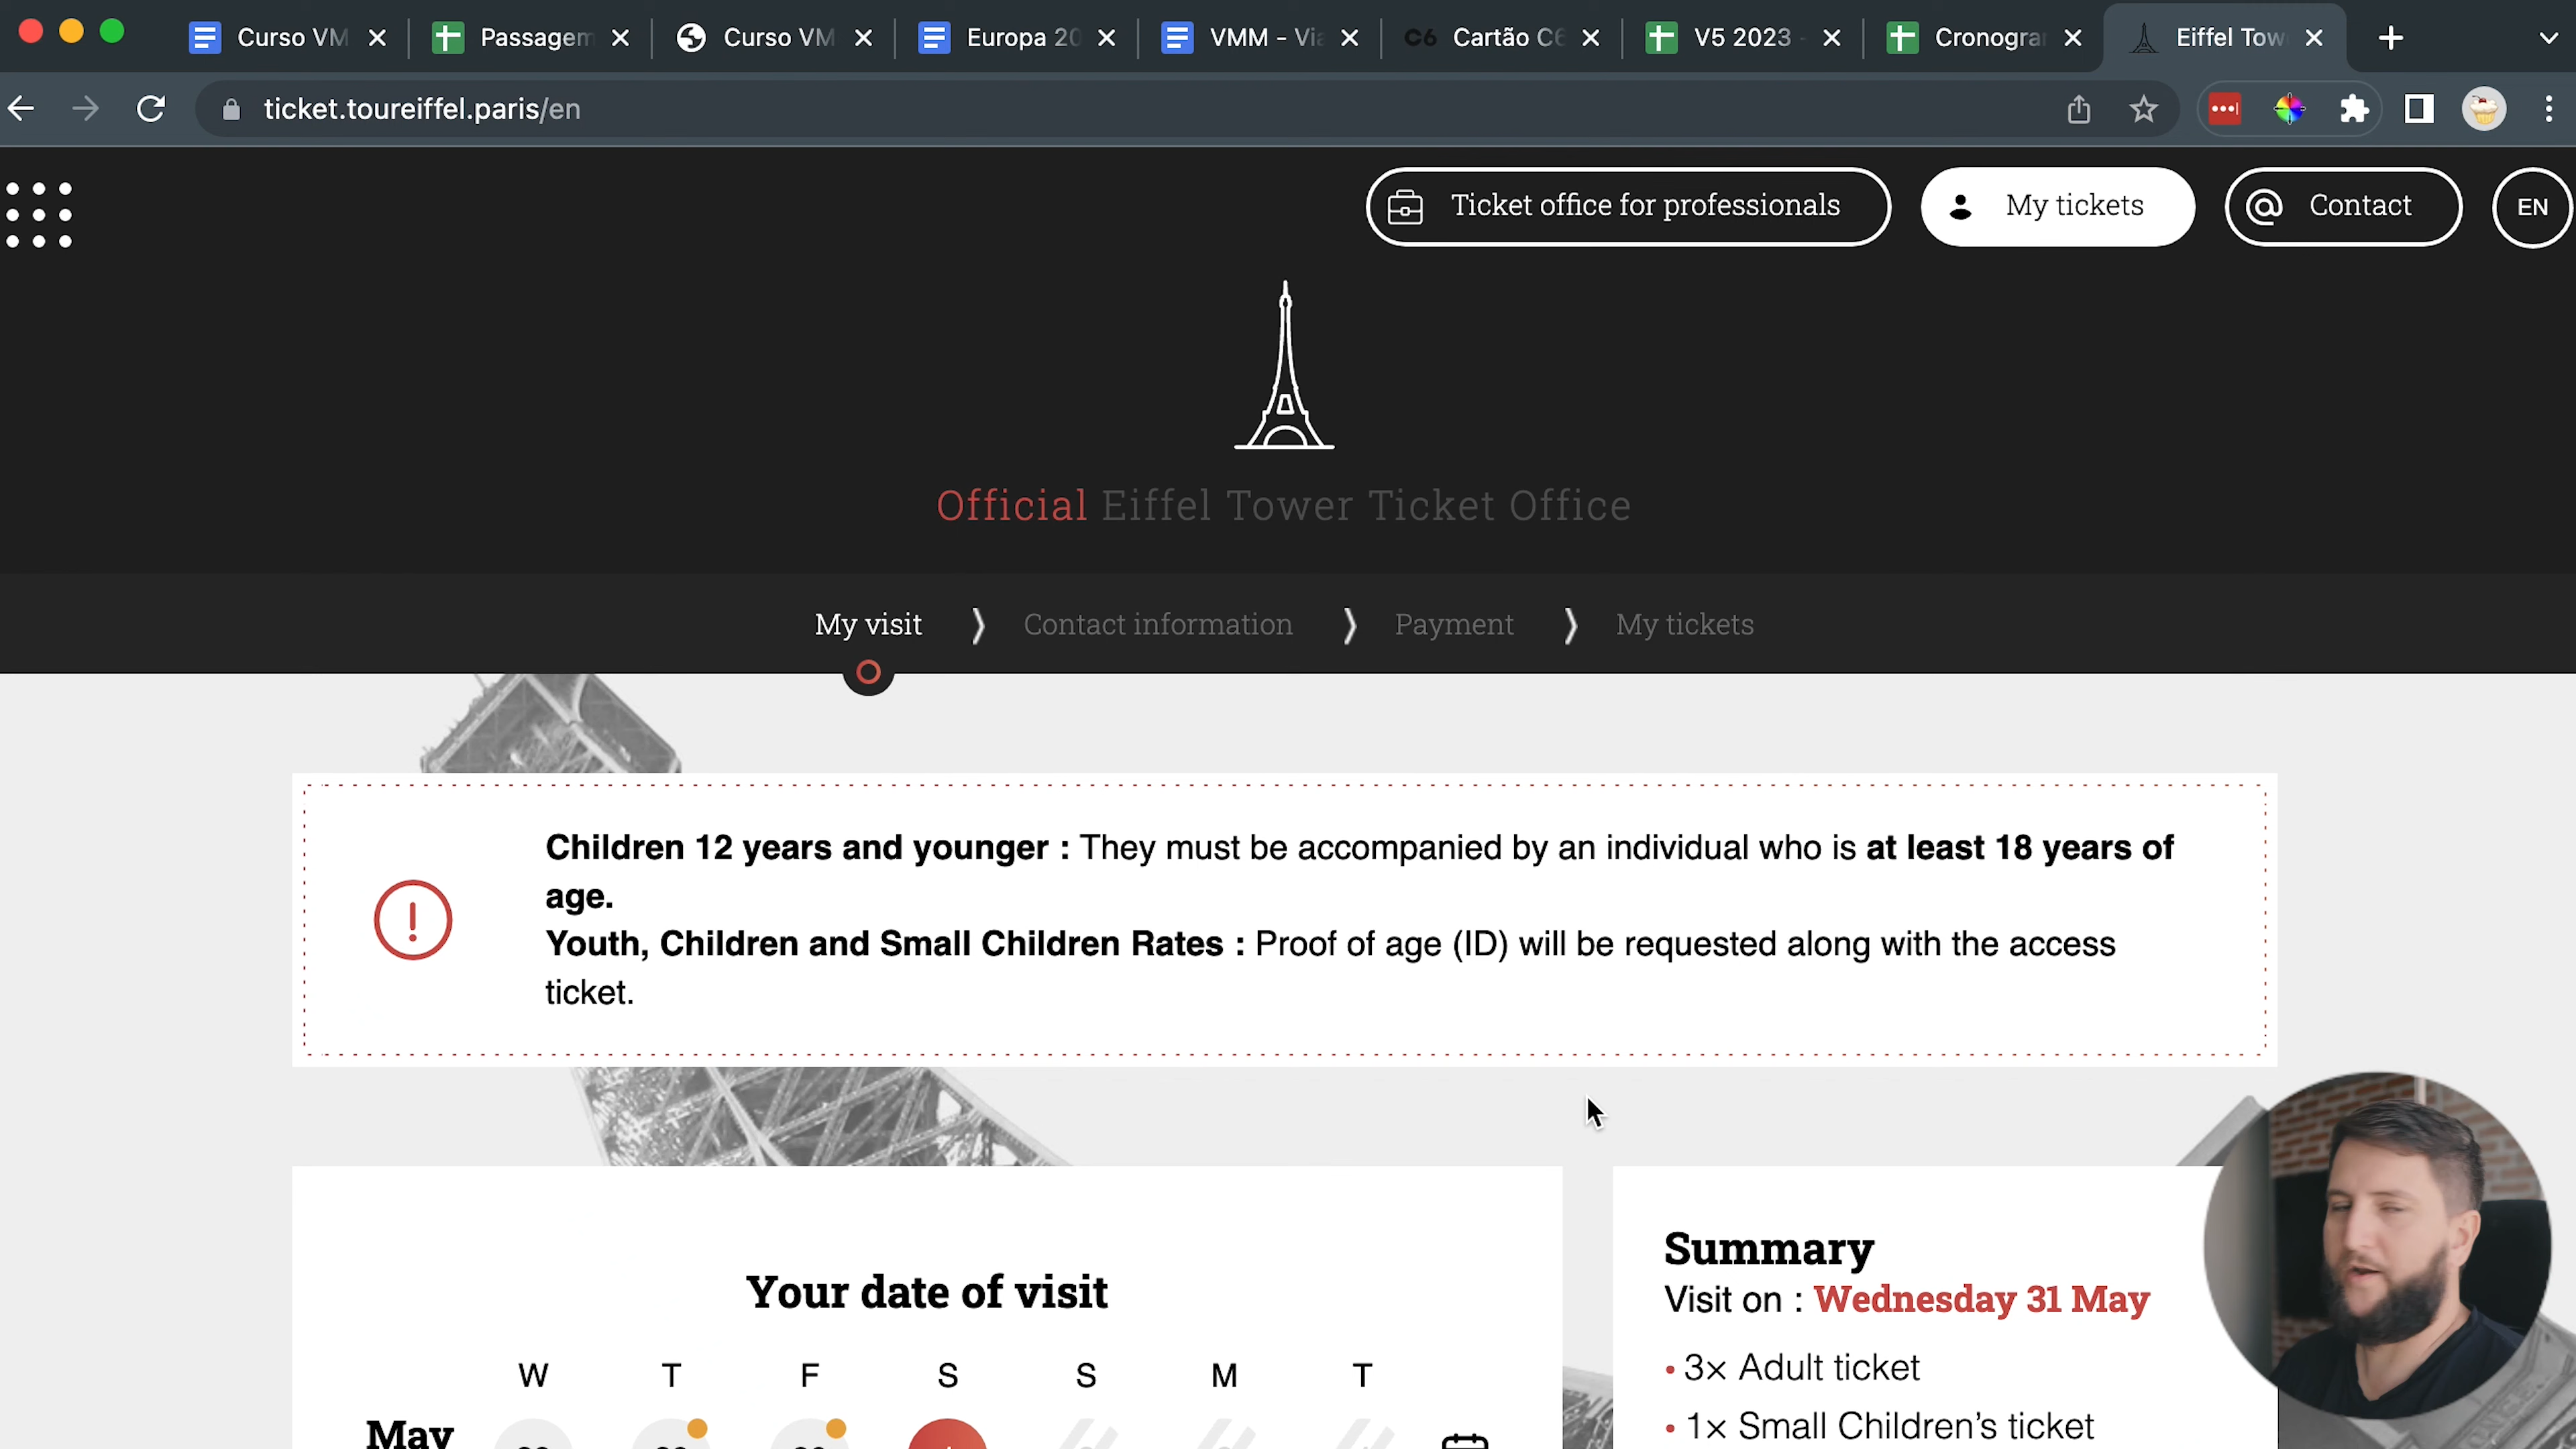 Curso VM
Passagem
Curso VM
Europa 20
VMM - Via
C6 Cartão C6
V5 2023 -
Cronogra
Eiffel Tow
ticket.toureiffel.paris/en
Ticket office for professionals
My tickets
Contact
EN
Official Eiffel Tower Ticket Office
My visit
Contact information
Payment
My tickets
Children 12 years and younger : They must be accompanied by an individual who is at least 18 years of
age.
Youth, Children and Small Children Rates : Proof of age (ID) will be requested along with the access
ticket.
Your date of visit
W T F S S M T
May
Summary
Visit on : Wednesday 31 May
• 3x Adult ticket
• 1x Small Children’s ticket